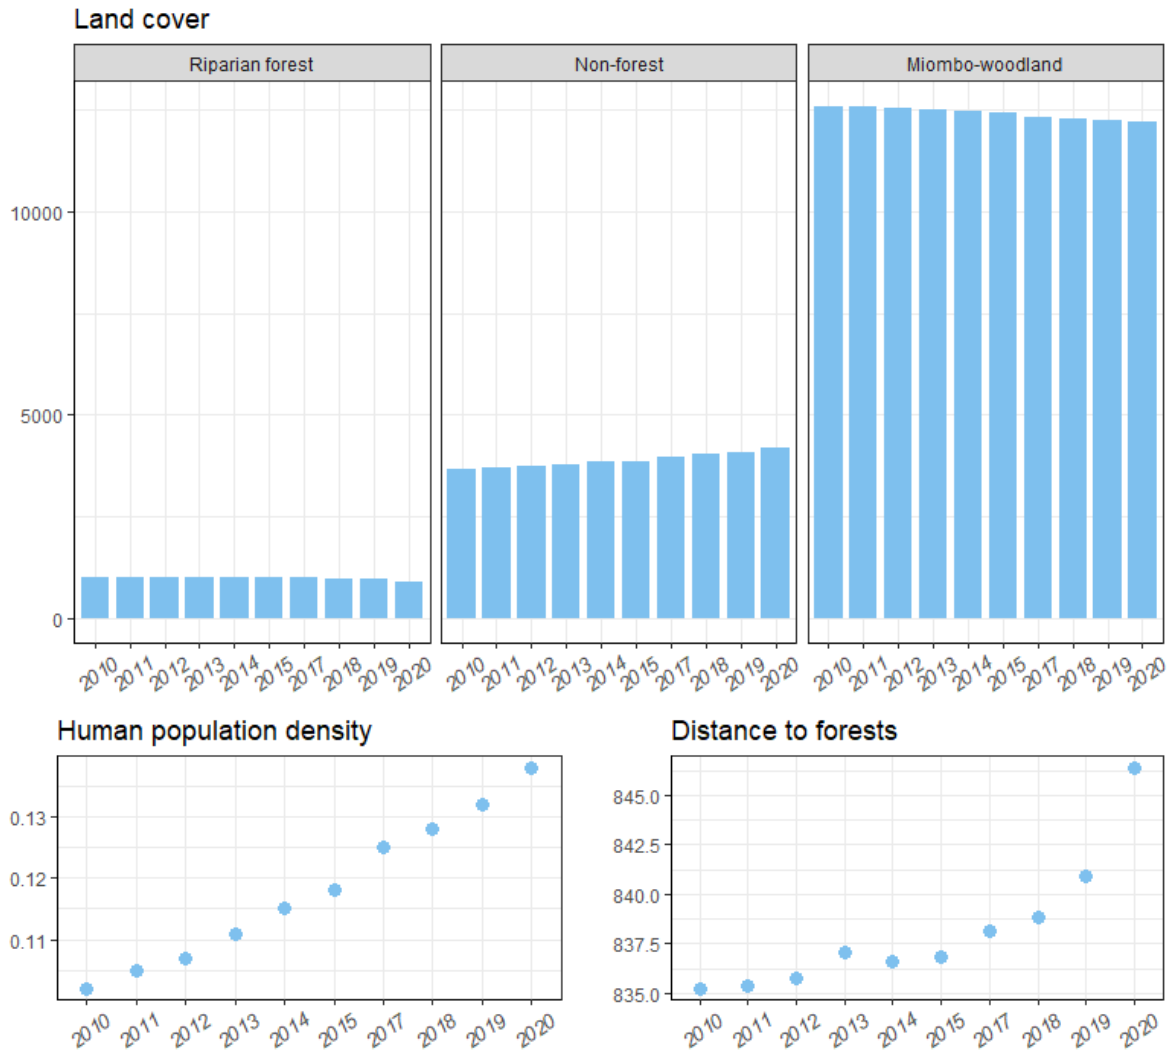 Land cover
Riparian forest Non-forest Miombo-woodland
10000
5000
0
2010 2011 2012 2013 2014 2015 2017 2018 2019 2020 2010 2011 2012 2013 2014 2015 2017 2018 2019 2020 2010 2011 2012 2013 2014 2015 2017 2018 2019 2020
Human population density
0.13
0.12
0.11
2010 2011 2012 2013 2014 2015 2017 2018 2019 2020
Distance to forests
845.0
842.5
840.0
837.5
835.0
2010 2011 2012 2013 2014 2015 2017 2018 2019 2020